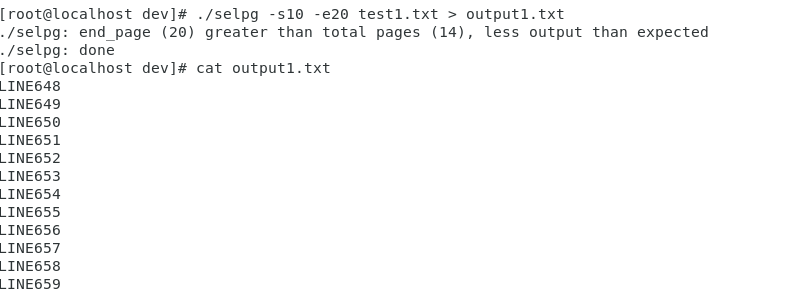 [root@localhost dev]# ./selpg -s10 -e20 test1.txt > output1.txt
./selpg: end_page (20) greater than total pages (14), less output than expected
./selpg: done
[root@localhost dev]# cat output1.txt
LINE648
LINE649
LINE650
LINE651
LINE652
LINE653
LINE654
LINE655
LINE656
LINE657
LINE658
LINE659